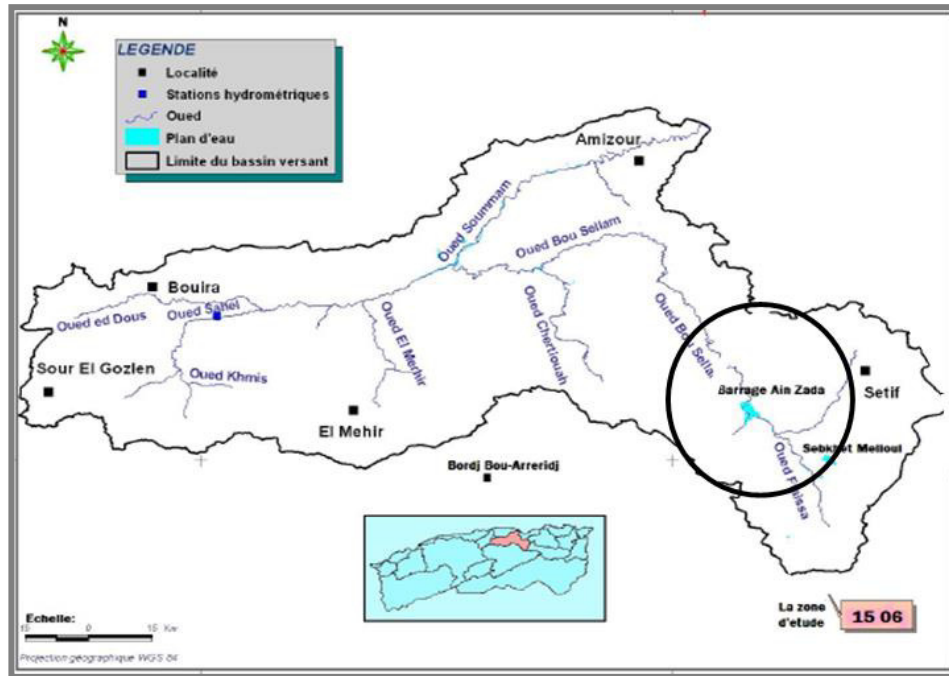 N
LEGENDE
Localité
Stations hydrométriques
Oued
Plan d'eau
Limite du bassin versant
Amizour
Oued Soummam
Oued Bou Sellam
Bouira
Oued ed Dous
Oued Sahel
Oued El Merhir
Oued Chertiouah
Oued Bou Sella
Sour El Gozlen
Oued Khmis
Barrage Ain Zada
Setif
El Mehir
Sebkhet Melloul
Bordj Bou-Arreridj
Oued
La zone
d'etude
15 06
Echelle:
15 0 15 Km
Projection géographique WGS 84